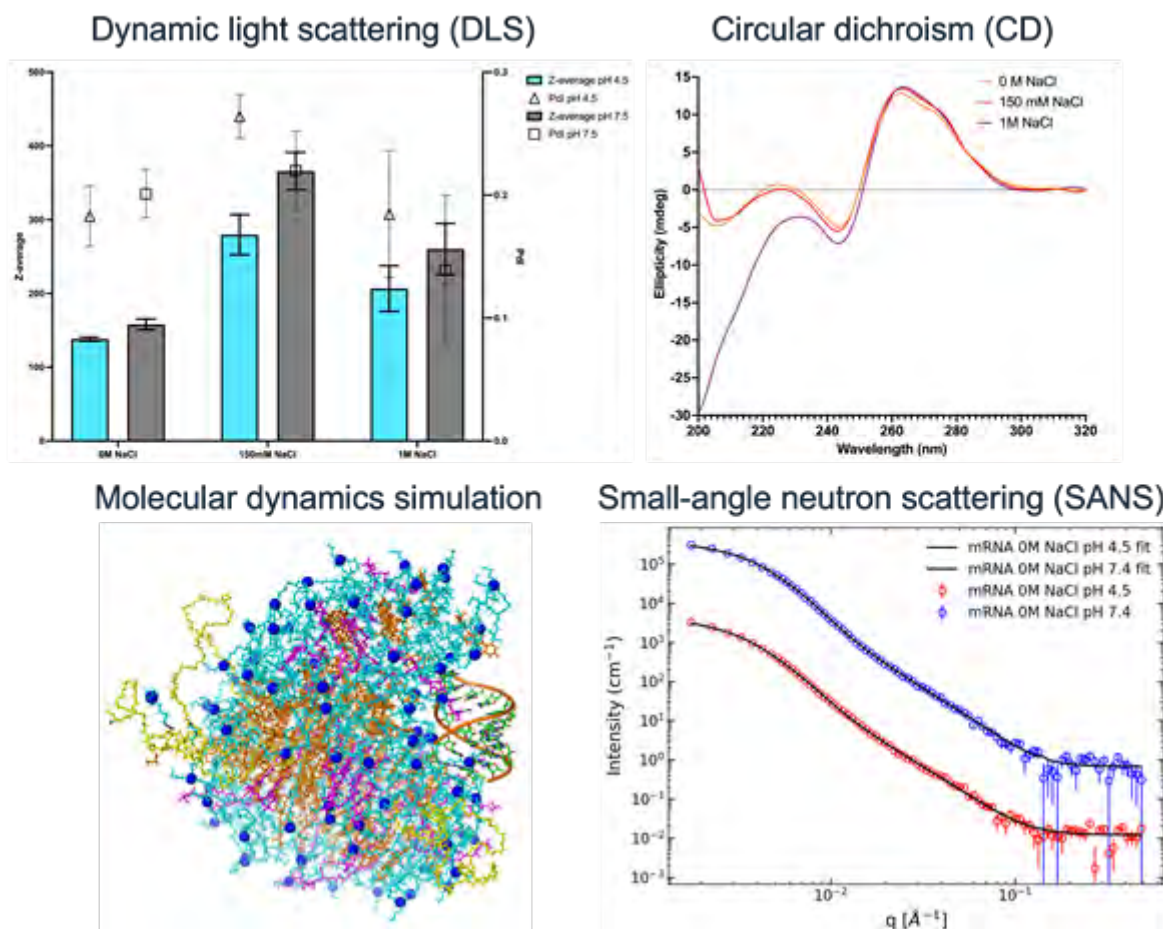 Dynamic light scattering (DLS)
500
400
300
200
100
0
Z-average
0M NaCl
150mM NaCl
1M NaCl
0.3
0.2
0.1
0.0
PdI
Z-average pH 4.5
PdI pH 4.5
Z-average pH 7.5
PdI pH 7.5
Circular dichroism (CD)
15
10
5
0
-5
-10
-15
-20
-25
-30
Ellipticity (mdeg)
0 M NaCl
150 mM NaCl
1M NaCl
200 220 240 260 280 300 320
Wavelength (nm)
Molecular dynamics simulation
Small-angle neutron scattering (SANS)
10⁵
10⁴
10³
10²
10¹
10⁰
10⁻¹
10⁻²
10⁻³
Intensity (cm⁻¹)
mRNA 0M NaCl pH 4.5 fit
mRNA 0M NaCl pH 7.4 fit
mRNA 0M NaCl pH 4.5
mRNA 0M NaCl pH 7.4
10⁻² 10⁻¹
q [Å⁻¹]